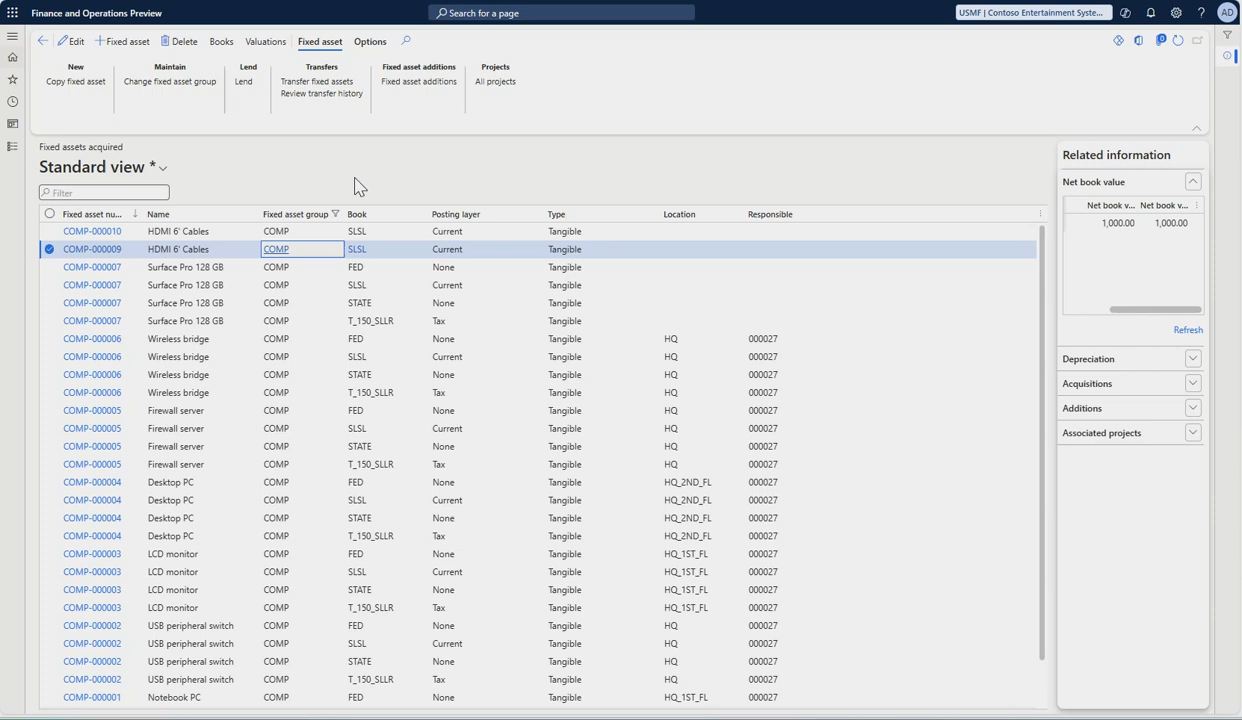 Finance and Operations Preview
Search for a page
USMF | Contoso Entertainment Syste...
AD
Edit
Fixed asset
Delete
Books
Valuations
Fixed asset
Options
0
New
Maintain
Lend
Transfers
Fixed asset additions
Projects
Copy fixed asset
Change fixed asset group
Lend
Transfer fixed assets
Fixed asset additions
All projects
Review transfer history
Fixed assets acquired
Standard view *
Filter
Fixed asset nu... Name Fixed asset group Book Posting layer Type Location Responsible
COMP-000010 HDMI 6' Cables COMP SLSL Current Tangible
COMP-000009 HDMI 6' Cables COMP SLSL Current Tangible
COMP-000007 Surface Pro 128 GB COMP FED None Tangible
COMP-000007 Surface Pro 128 GB COMP SLSL Current Tangible
COMP-000007 Surface Pro 128 GB COMP STATE None Tangible
COMP-000007 Surface Pro 128 GB COMP T_150_SLLR Tax Tangible
COMP-000006 Wireless bridge COMP FED None Tangible HQ 000027
COMP-000006 Wireless bridge COMP SLSL Current Tangible HQ 000027
COMP-000006 Wireless bridge COMP STATE None Tangible HQ 000027
COMP-000006 Wireless bridge COMP T_150_SLLR Tax Tangible HQ 000027
COMP-000005 Firewall server COMP FED None Tangible HQ 000027
COMP-000005 Firewall server COMP SLSL Current Tangible HQ 000027
COMP-000005 Firewall server COMP STATE None Tangible HQ 000027
COMP-000005 Firewall server COMP T_150_SLLR Tax Tangible HQ 000027
COMP-000004 Desktop PC COMP FED None Tangible HQ_2ND_FL 000027
COMP-000004 Desktop PC COMP SLSL Current Tangible HQ_2ND_FL 000027
COMP-000004 Desktop PC COMP STATE None Tangible HQ_2ND_FL 000027
COMP-000004 Desktop PC COMP T_150_SLLR Tax Tangible HQ_2ND_FL 000027
COMP-000003 LCD monitor COMP FED None Tangible HQ_1ST_FL 000027
COMP-000003 LCD monitor COMP SLSL Current Tangible HQ_1ST_FL 000027
COMP-000003 LCD monitor COMP STATE None Tangible HQ_1ST_FL 000027
COMP-000003 LCD monitor COMP T_150_SLLR Tax Tangible HQ_1ST_FL 000027
COMP-000002 USB peripheral switch COMP FED None Tangible HQ 000027
COMP-000002 USB peripheral switch COMP SLSL Current Tangible HQ 000027
COMP-000002 USB peripheral switch COMP STATE None Tangible HQ 000027
COMP-000002 USB peripheral switch COMP T_150_SLLR Tax Tangible HQ 000027
COMP-000001 Notebook PC COMP FED None Tangible HQ_1ST_FL 000027
Related information
Net book value
Net book v... Net book v...
1,000.00 1,000.00
Refresh
Depreciation
Acquisitions
Additions
Associated projects